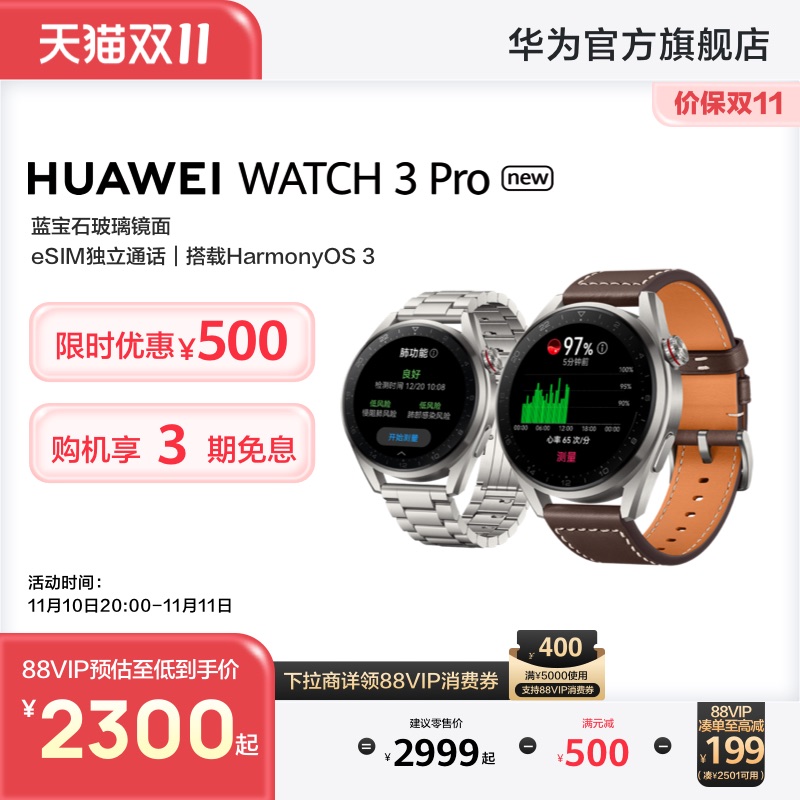 天猫双11
华为官方旗舰店
价保双11
HUAWEI WATCH 3 Pro new
蓝宝石玻璃镜面
eSIM独立通话｜搭载HarmonyOS 3
限时优惠¥500
购机享 3 期免息
肺功能
良好
检测时间 12/20 10:08
低风险 低风险
慢阻肺风险 肺部感染风险
开始测量
97%
5分钟前
100%
95%
90%
00:00 06:00 12:00 18:00 00:00
心率 65 次/分
测量
活动时间：
11月10日20:00-11月11日
88VIP预估至低到手价
¥2300起
下拉商详领88VIP消费券
¥400
满¥5000使用
支持88VIP消费券
建议零售价
= ¥2999起
满元减
- ¥500
-
88VIP
凑单至高减
¥199
(凑¥2501可用)